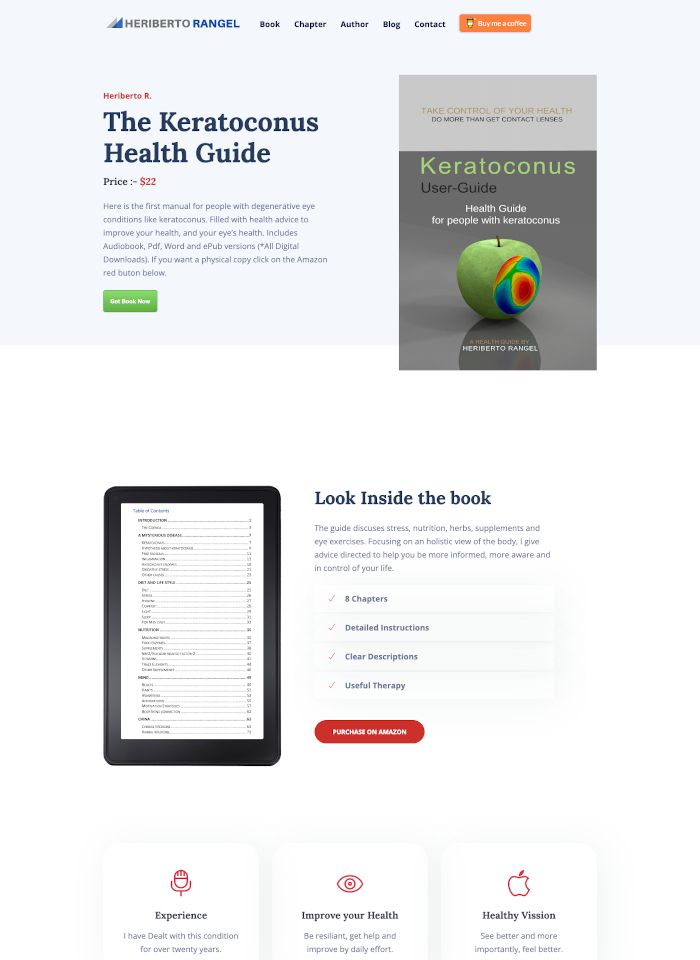 HERIBERTO RANGEL
Book Chapter Author Blog Contact Buy me a coffee
Heriberto R.
The Keratoconus
Health Guide
Price :- $22
Here is the first manual for people with degenerative eye
conditions like keratoconus. Filled with health advice to
improve your health, and your eye's health. Includes
Audiobook, Pdf, Word and ePub versions (*All Digital
Downloads). If you want a physical copy click on the Amazon
red buton below.
Get Book Now
TAKE CONTROL OF YOUR HEALTH
DO MORE THAN GET CONTACT LENSES
Keratoconus
User-Guide
Health Guide
for people with keratoconus
A HEALTH GUIDE BY
HERIBERTO RANGEL
Table of Contents
INTRODUCTION
A MYSTERIOUS DISEASE
DIET AND LIFE STYLE
NUTRITION
MIND
CHINA
Look Inside the book
The guide discuses stress, nutrition, herbs, supplements and
eye exercises. Focusing on an holistic view of the body, I give
advice directed to help you be more informed, more aware and
in control of your life.
8 Chapters
Detailed Instructions
Clear Descriptions
Useful Therapy
PURCHASE ON AMAZON
Experience
I have Dealt with this condition
for over twenty years.
Improve your Health
Be resiliant, get help and
improve by daily effort.
Healthy Vission
See better and more
importantly, feel better.